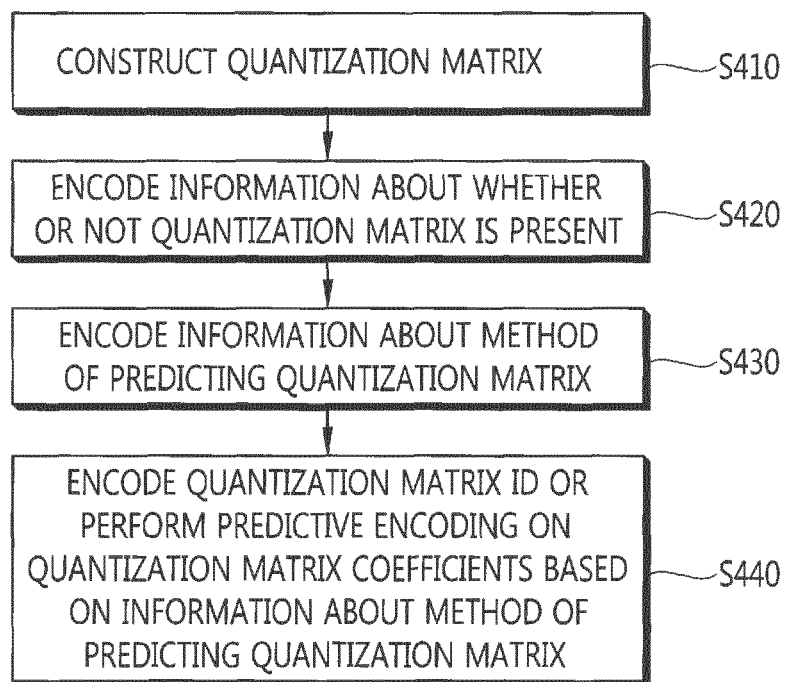 CONSTRUCT QUANTIZATION MATRIX
S410
ENCODE INFORMATION ABOUT WHETHER
OR NOT QUANTIZATION MATRIX IS PRESENT
S420
ENCODE INFORMATION ABOUT METHOD
OF PREDICTING QUANTIZATION MATRIX
S430
ENCODE QUANTIZATION MATRIX ID OR
PERFORM PREDICTIVE ENCODING ON
QUANTIZATION MATRIX COEFFICIENTS BASED
ON INFORMATION ABOUT METHOD OF
PREDICTING QUANTIZATION MATRIX
S440